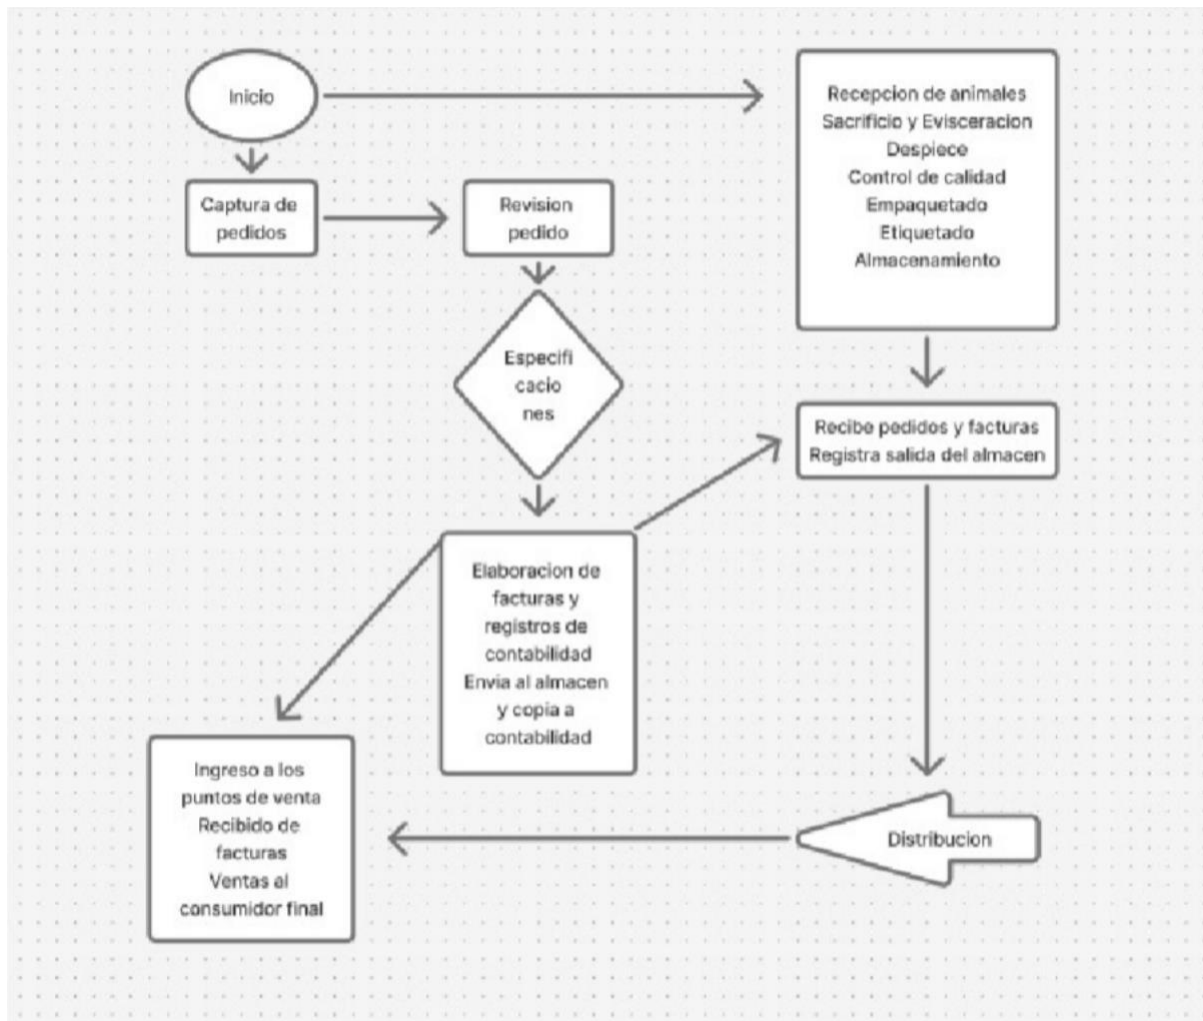 Inicio
Recepcion de animales
Sacrificio y Evisceracion
Despiece
Control de calidad
Empaquetado
Etiquetado
Almacenamiento
Captura de
pedidos
Revision
pedido
Especifi
cacio
nes
Recibe pedidos y facturas
Registra salida del almacen
Elaboracion de
facturas y
registros de
contabilidad
Envia al almacen
y copia a
contabilidad
Ingreso a los
puntos de venta
Recibido de
facturas
Ventas al
consumidor final
Distribucion